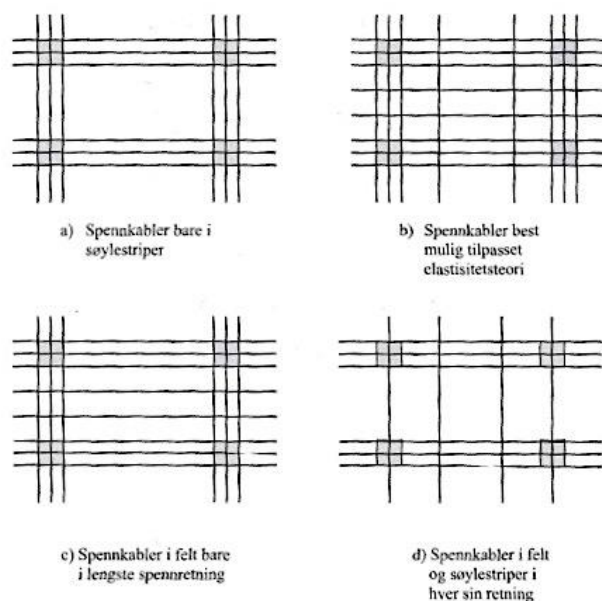 a) Spennkabler bare i
søylestriper
b) Spennkabler best
mulig tilpasset
elastisitetsteori
c) Spennkabler i felt bare
i lengste spennretning
d) Spennkabler i felt
og søylestriper i
hver sin retning